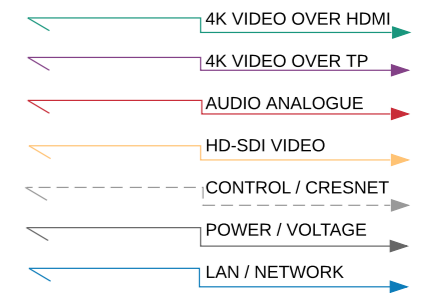 4K VIDEO OVER HDMI
4K VIDEO OVER TP
AUDIO ANALOGUE
HD-SDI VIDEO
CONTROL / CRESNET
POWER / VOLTAGE
LAN / NETWORK